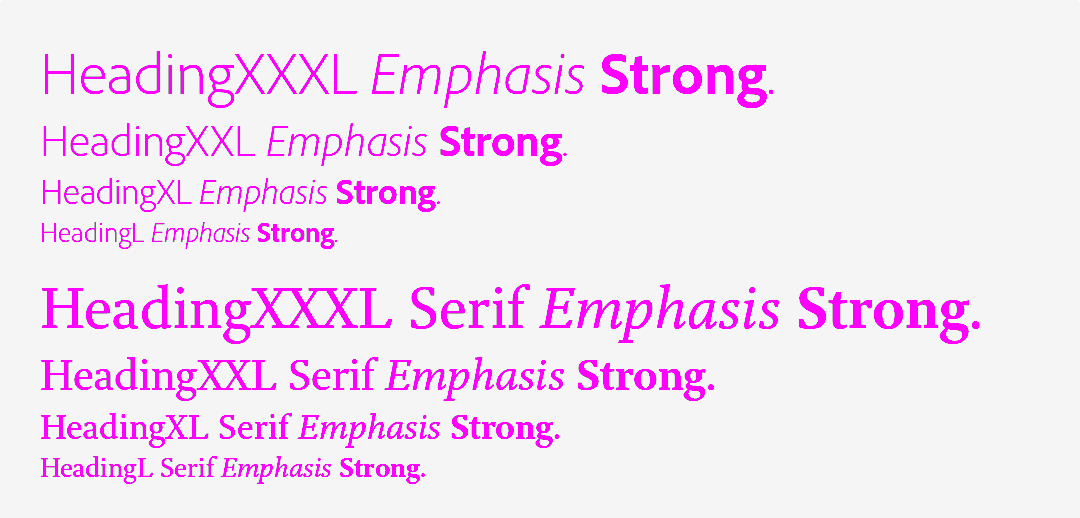 HeadingXXXL Emphasis Strong.
HeadingXXL Emphasis Strong.
HeadingXL Emphasis Strong.
HeadingL Emphasis Strong.
HeadingXXXL Serif Emphasis Strong.
HeadingXXL Serif Emphasis Strong.
HeadingXL Serif Emphasis Strong.
HeadingL Serif Emphasis Strong.